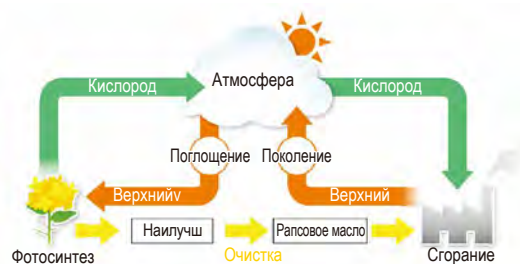 Атмосфера
Кислород
Кислород
Поглощение
Поколение
Верхнийv
Верхний
Наилучш
Рапсовое масло
Фотосинтез
Очистка
Сгорание